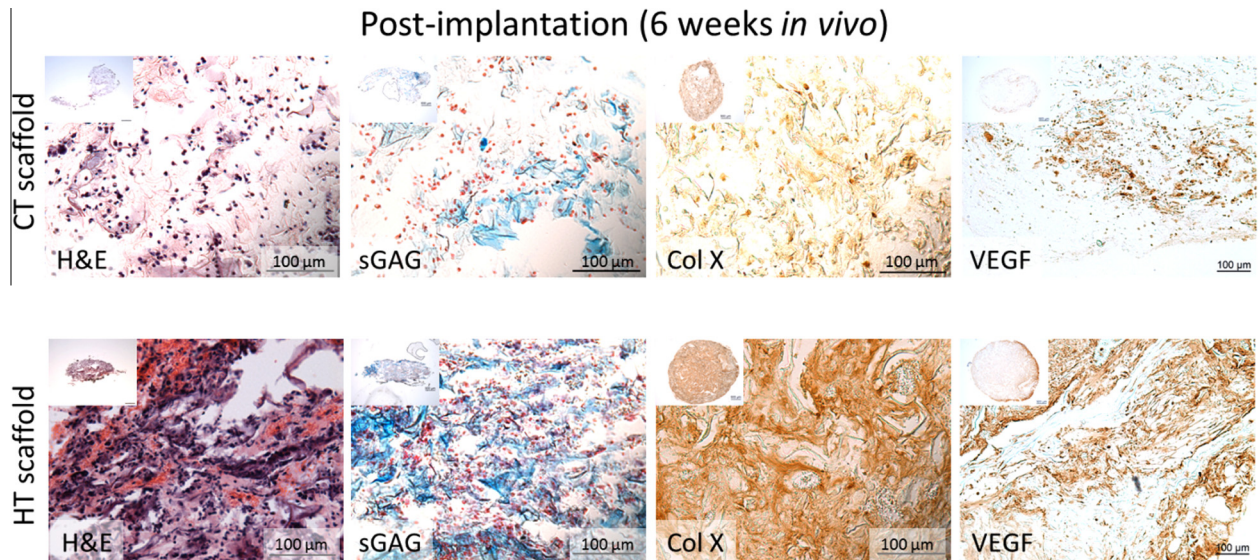 Post-implantation (6 weeks in vivo)
CT scaffold
H&E
100 µm
sGAG
100 µm
Col X
100 µm
VEGF
100 µm
HT scaffold
H&E
100 µm
sGAG
100 µm
Col X
100 µm
VEGF
100 µm